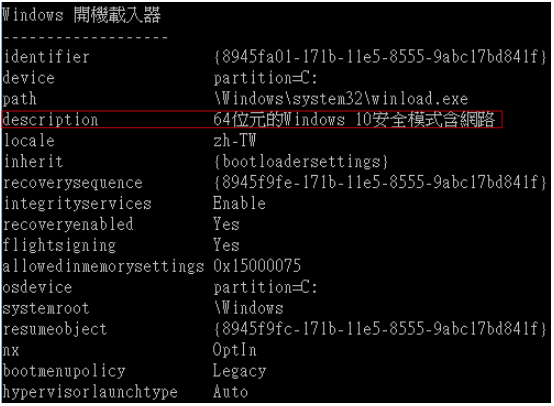 Windows 開機載入器
-------------------
identifier {8945fa01-171b-11e5-8555-9abc17bd841f}
device partition=C:
path \Windows\system32\winload.exe
description 64位元的Windows 10安全模式含網路
locale zh-TW
inherit {bootloadersettings}
recoverysequence {8945f9fe-171b-11e5-8555-9abc17bd841f}
integrityservices Enable
recoveryenabled Yes
flightsigning Yes
allowedinmemorysettings 0x15000075
osdevice partition=C:
systemroot \Windows
resumeobject {8945f9fc-171b-11e5-8555-9abc17bd841f}
nx OptIn
bootmenupolicy Legacy
hypervisorlaunchtype Auto